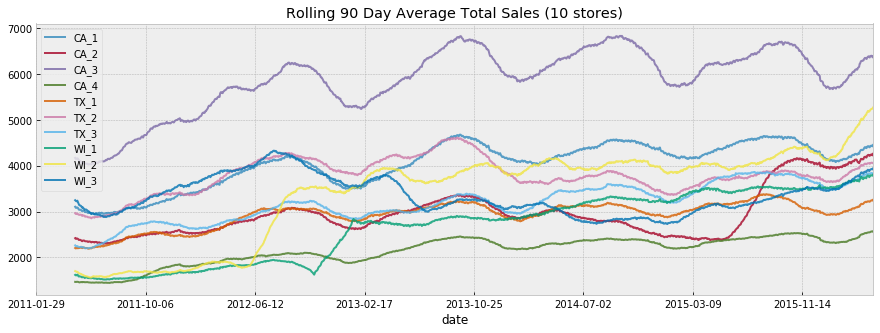 Rolling 90 Day Average Total Sales (10 stores)
7000
6000
5000
4000
3000
2000
CA_1
CA_2
CA_3
CA_4
TX_1
TX_2
TX_3
WI_1
WI_2
WI_3
2011-01-29 2011-10-06 2012-06-12 2013-02-17 2013-10-25 2014-07-02 2015-03-09 2015-11-14
date